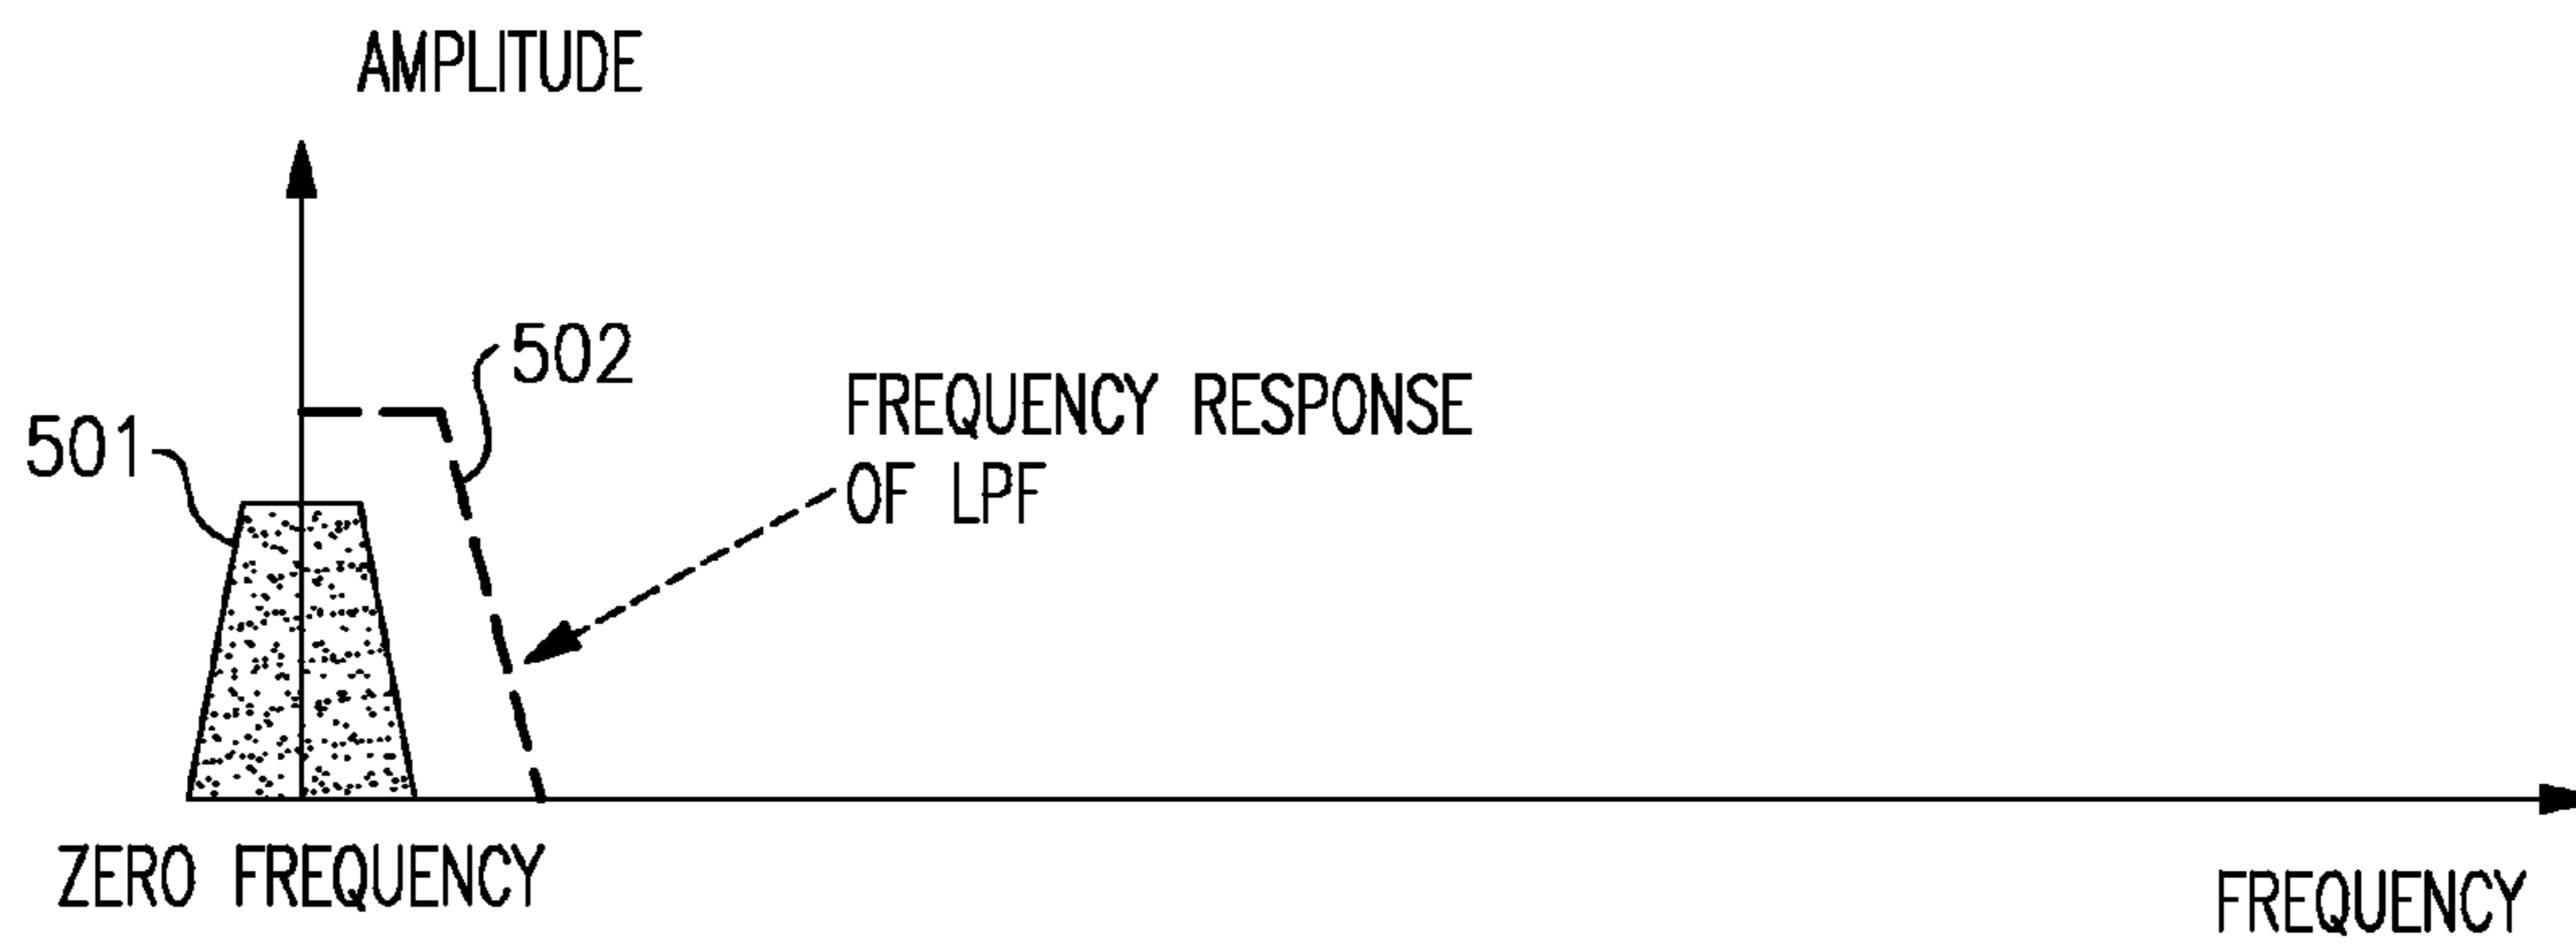 AMPLITUDE
502
501
FREQUENCY RESPONSE
OF LPF
ZERO FREQUENCY
FREQUENCY